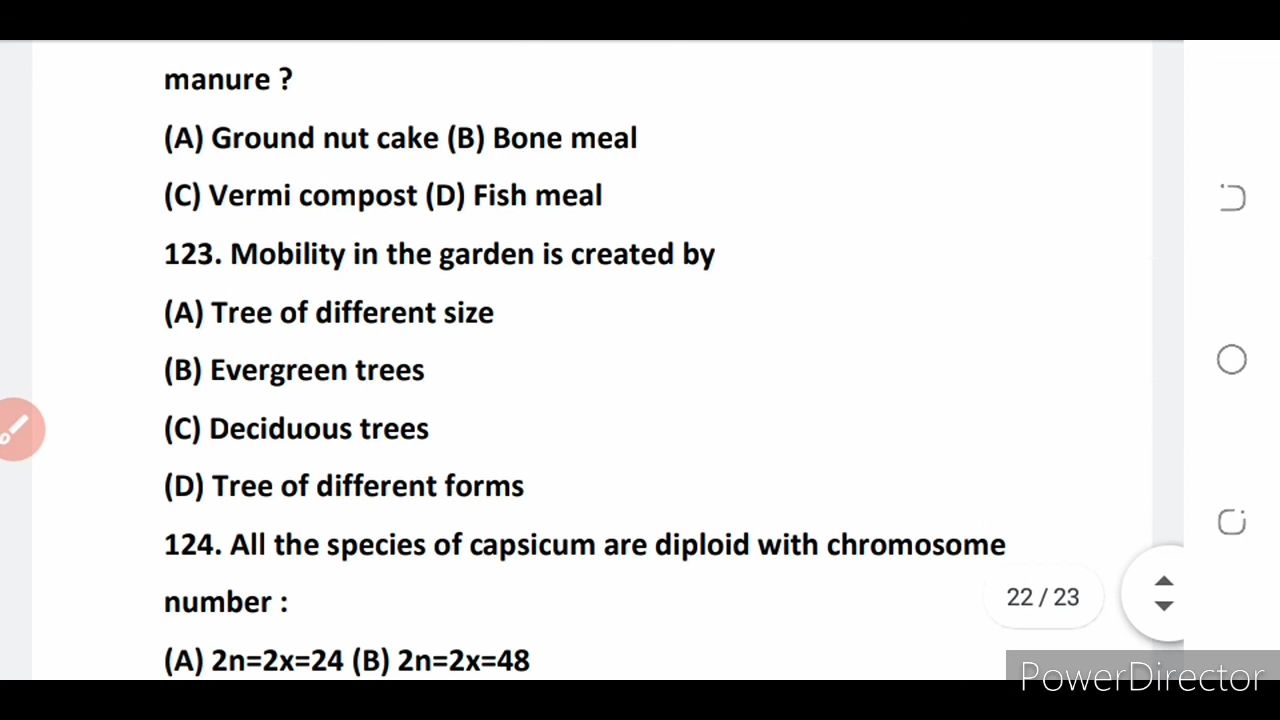 manure ?
(A) Ground nut cake (B) Bone meal
(C) Vermi compost (D) Fish meal
123. Mobility in the garden is created by
(A) Tree of different size
(B) Evergreen trees
(C) Deciduous trees
(D) Tree of different forms
124. All the species of capsicum are diploid with chromosome
number :
(A) 2n=2x=24 (B) 2n=2x=48
22 / 23
PowerDirector